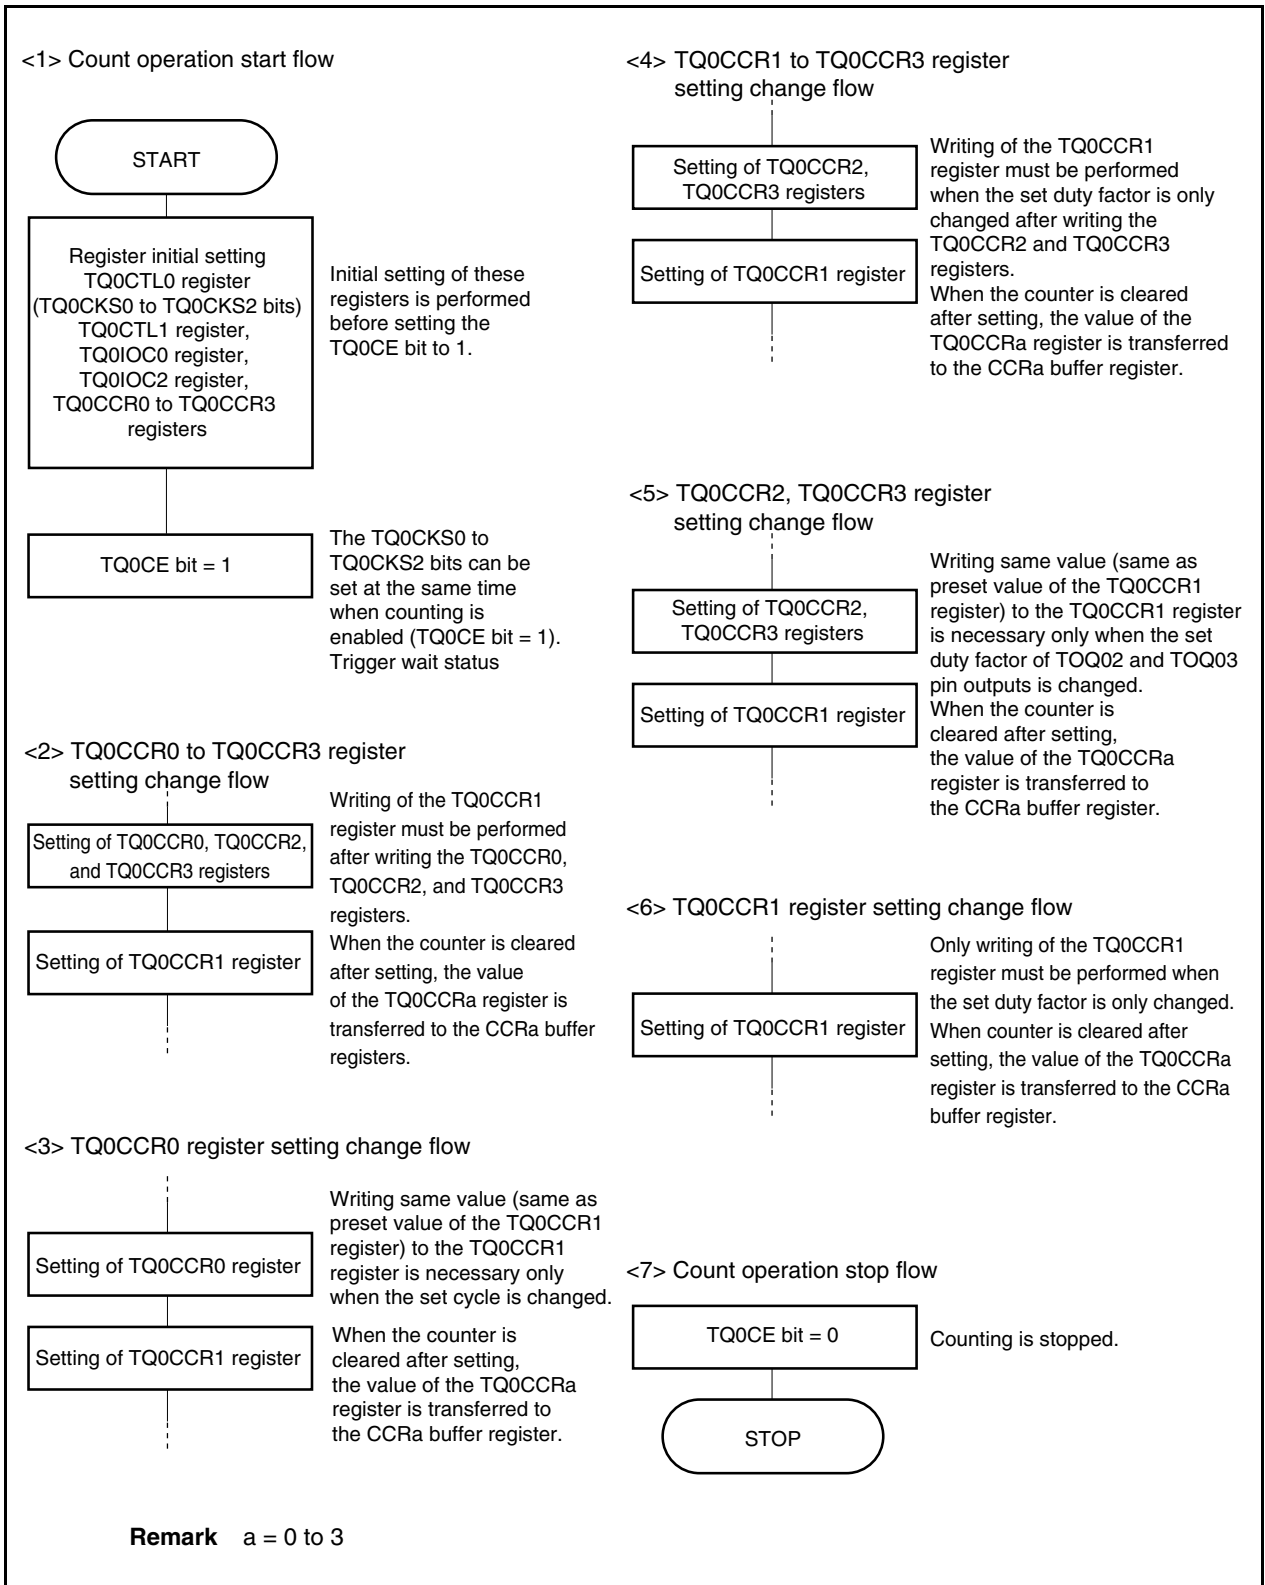 <1> Count operation start flow
START
Register initial setting
TQ0CTL0 register
(TQ0CKS0 to TQ0CKS2 bits)
TQ0CTL1 register,
TQ0IOC0 register,
TQ0IOC2 register,
TQ0CCR0 to TQ0CCR3
registers
Initial setting of these
registers is performed
before setting the
TQ0CE bit to 1.
TQ0CE bit = 1
The TQ0CKS0 to
TQ0CKS2 bits can be
set at the same time
when counting is
enabled (TQ0CE bit = 1).
Trigger wait status
<2> TQ0CCR0 to TQ0CCR3 register
setting change flow
Setting of TQ0CCR0, TQ0CCR2,
and TQ0CCR3 registers
Setting of TQ0CCR1 register
Writing of the TQ0CCR1
register must be performed
after writing the TQ0CCR0,
TQ0CCR2, and TQ0CCR3
registers.
When the counter is cleared
after setting, the value
of the TQ0CCRa register is
transferred to the CCRa buffer
registers.
<3> TQ0CCR0 register setting change flow
Setting of TQ0CCR0 register
Setting of TQ0CCR1 register
Writing same value (same as
preset value of the TQ0CCR1
register) to the TQ0CCR1
register is necessary only
when the set cycle is changed.
When the counter is
cleared after setting,
the value of the TQ0CCRa
register is transferred to
the CCRa buffer register.
<4> TQ0CCR1 to TQ0CCR3 register
setting change flow
Setting of TQ0CCR2,
TQ0CCR3 registers
Setting of TQ0CCR1 register
Writing of the TQ0CCR1
register must be performed
when the set duty factor is only
changed after writing the
TQ0CCR2 and TQ0CCR3
registers.
When the counter is cleared
after setting, the value of the
TQ0CCRa register is transferred
to the CCRa buffer register.
<5> TQ0CCR2, TQ0CCR3 register
setting change flow
Setting of TQ0CCR2,
TQ0CCR3 registers
Setting of TQ0CCR1 register
Writing same value (same as
preset value of the TQ0CCR1
register) to the TQ0CCR1 register
is necessary only when the set
duty factor of TOQ02 and TOQ03
pin outputs is changed.
When the counter is
cleared after setting,
the value of the TQ0CCRa
register is transferred to
the CCRa buffer register.
<6> TQ0CCR1 register setting change flow
Setting of TQ0CCR1 register
Only writing of the TQ0CCR1
register must be performed when
the set duty factor is only changed.
When counter is cleared after
setting, the value of the TQ0CCRa
register is transferred to the CCRa
buffer register.
<7> Count operation stop flow
TQ0CE bit = 0
Counting is stopped.
STOP
Remark a = 0 to 3